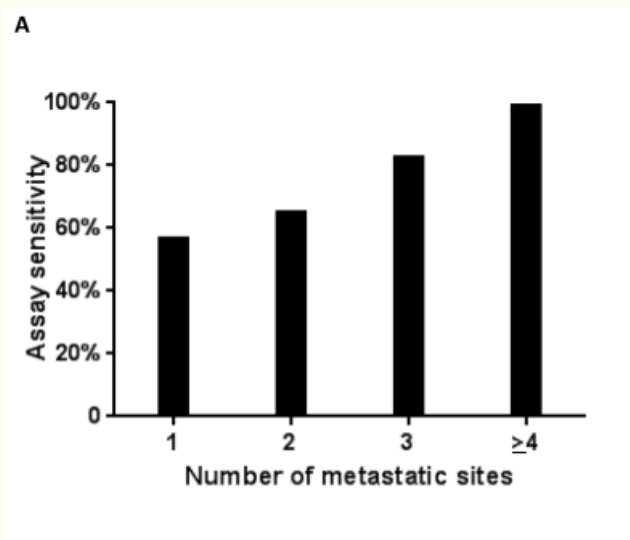 A
Assay sensitivity
100%
80%
60%
40%
20%
0
1 2 3 ≥4
Number of metastatic sites